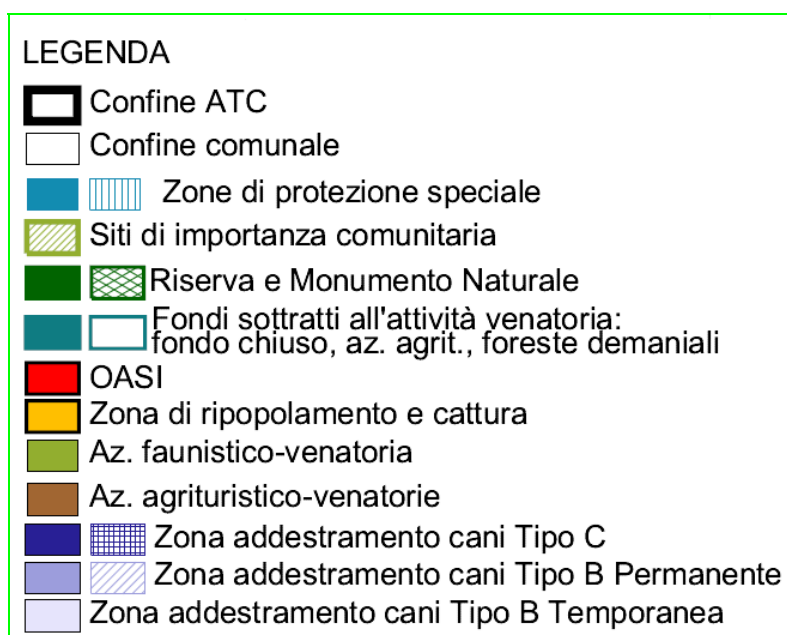 LEGENDA
Confine ATC
Confine comunale
Zone di protezione speciale
Siti di importanza comunitaria
Riserva e Monumento Naturale
Fondi sottratti all'attività venatoria:
fondo chiuso, az. agrit., foreste demaniali
OASI
Zona di ripopolamento e cattura
Az. faunistico-venatoria
Az. agrituristico-venatorie
Zona addestramento cani Tipo C
Zona addestramento cani Tipo B Permanente
Zona addestramento cani Tipo B Temporanea